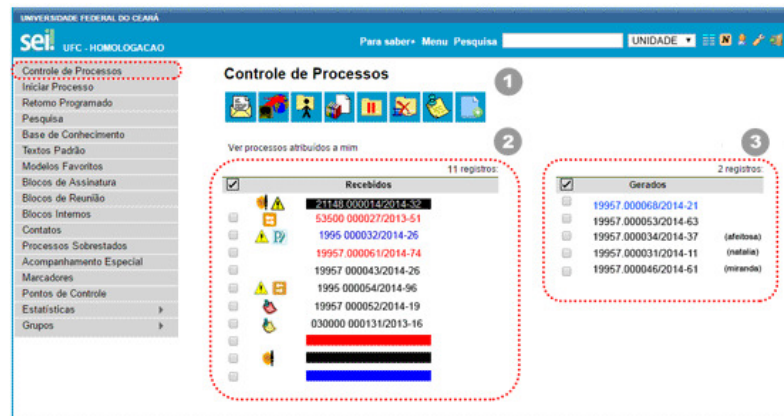 UNIVERSIDADE FEDERAL DO CEARÁ
sei! UFC - HOMOLOGACAO
Para saber+ Menu Pesquisa
UNIDADE
Controle de Processos
Iniciar Processo
Retorno Programado
Pesquisa
Base de Conhecimento
Textos Padrão
Modelos Favoritos
Blocos de Assinatura
Blocos de Reunião
Blocos Internos
Contatos
Processos Sobrestados
Acompanhamento Especial
Marcadores
Pontos de Controle
Estatísticas
Grupos
Controle de Processos
1
Ver processos atribuídos a mim
2
11 registros:
Recebidos
21148.000014/2014-32
53500 000027/2013-51
1995 000032/2014-26
19957.000061/2014-74
19957 000043/2014-26
1995 000054/2014-96
19957 000052/2014-19
030000 000131/2013-16
3
2 registros:
Gerados
19957.000068/2014-21
19957.000053/2014-63
19957.000034/2014-37 (afeitosa)
19957.000031/2014-11 (natalia)
19957.000046/2014-61 (miranda)